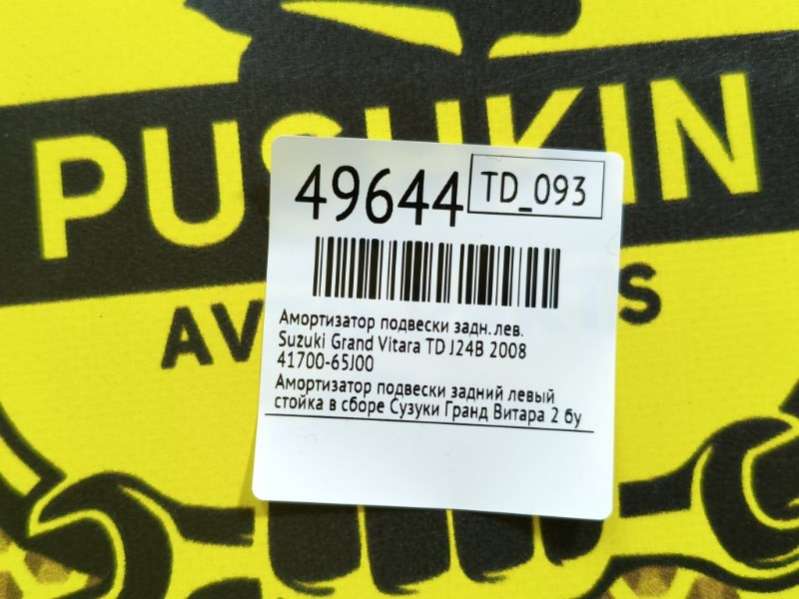 PUSHKIN
49644
TD_093
AV S
Амортизатор подвески задн. лев.
Suzuki Grand Vitara TD J24B 2008
41700-65J00
Амортизатор подвески задний левый
стойка в сборе Сузуки Гранд Витара 2 бу